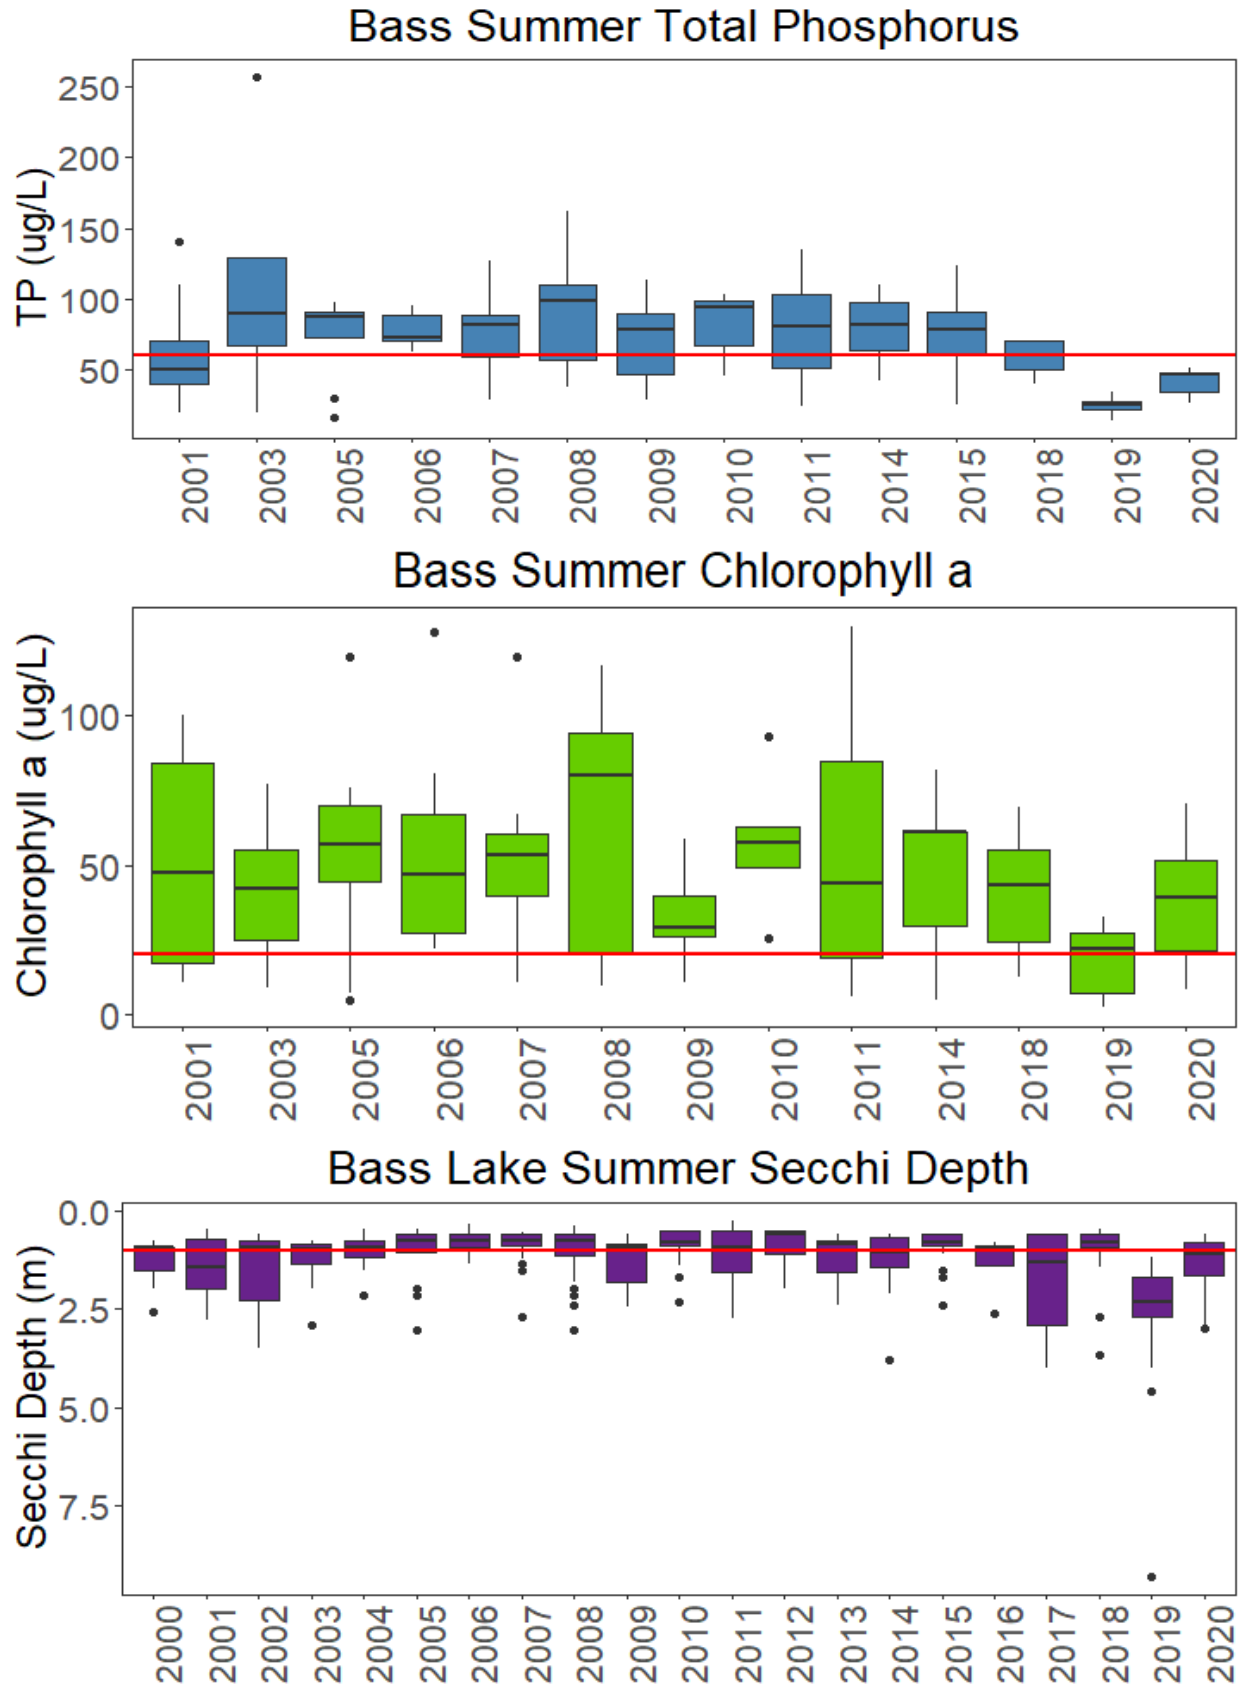 Bass Summer Total Phosphorus
TP (ug/L)
250
200
150
100
50
2001 2003 2005 2006 2007 2008 2009 2010 2011 2014 2015 2018 2019 2020
Bass Summer Chlorophyll a
Chlorophyll a (ug/L)
100
50
0
2001 2003 2005 2006 2007 2008 2009 2010 2011 2014 2018 2019 2020
Bass Lake Summer Secchi Depth
Secchi Depth (m)
0.0
2.5
5.0
7.5
2000 2001 2002 2003 2004 2005 2006 2007 2008 2009 2010 2011 2012 2013 2014 2015 2016 2017 2018 2019 2020